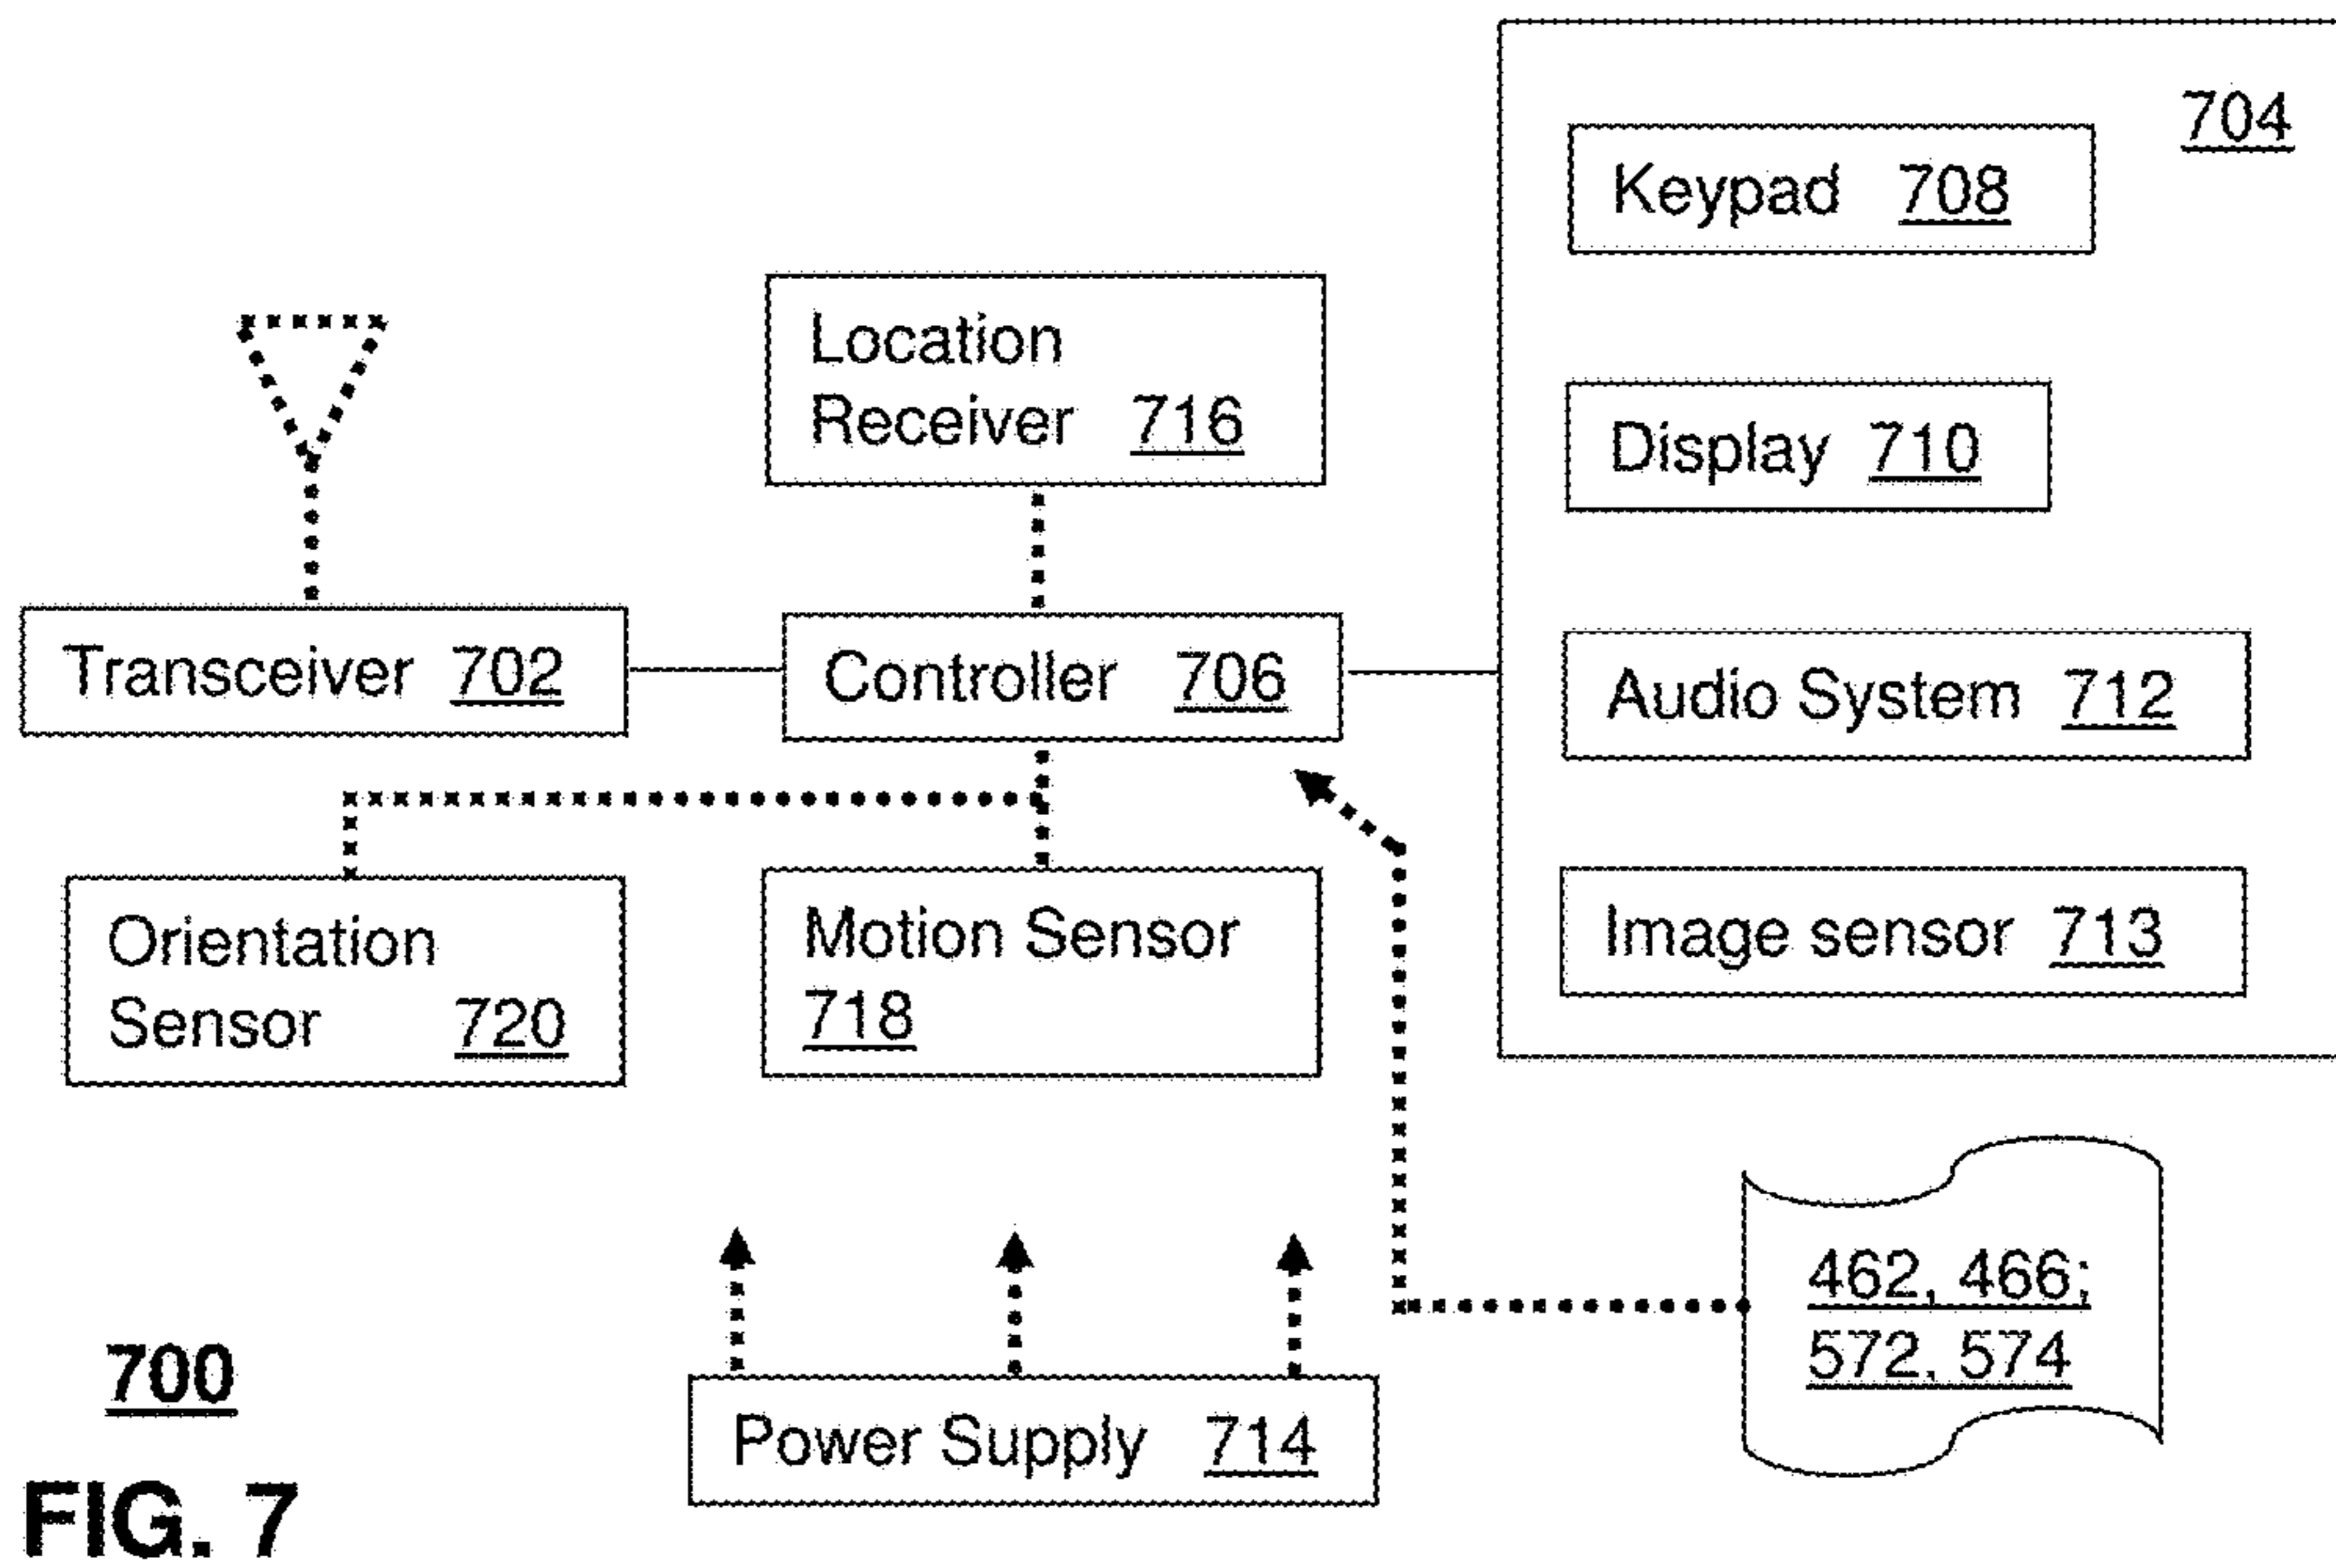 704
Keypad 708
Location
Receiver 716
Display 710
Transceiver 702
Controller 706
Audio System 712
Orientation
Sensor 720
Motion Sensor
718
Image sensor 713
462, 466;
572, 574
700
Power Supply 714
FIG. 7